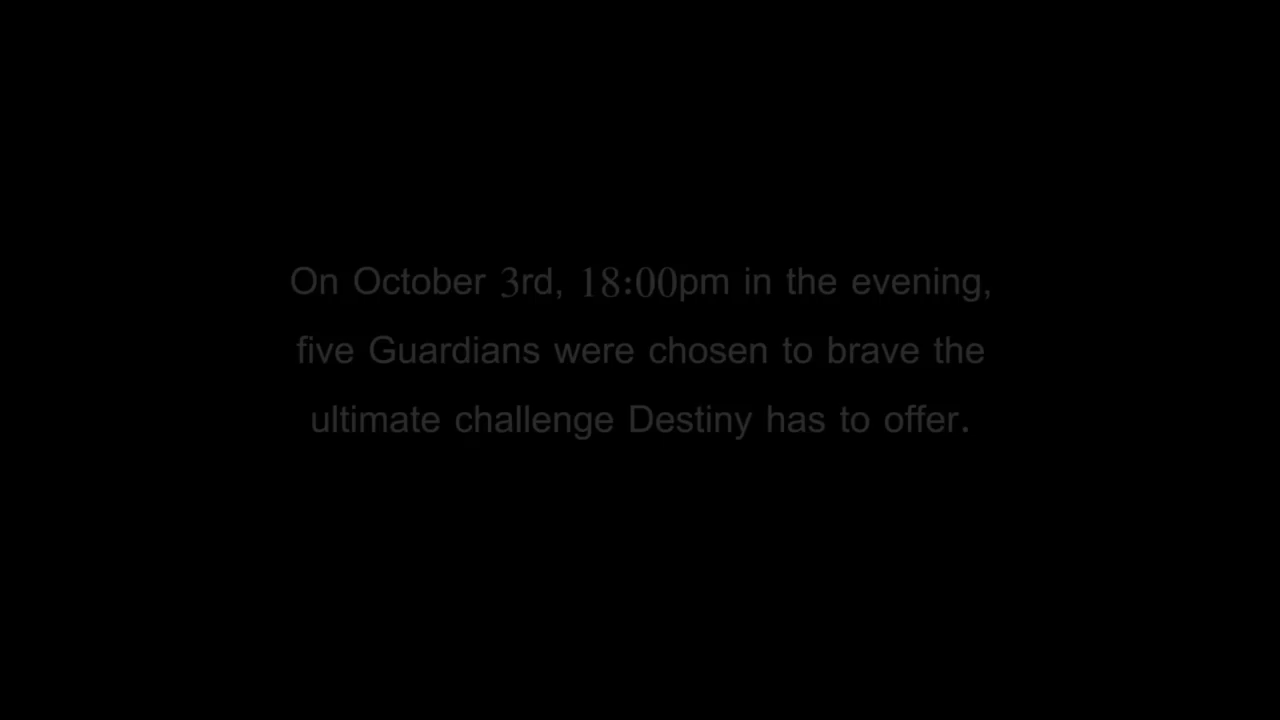 On October 3rd, 18:00pm in the evening,
five Guardians were chosen to brave the
ultimate challenge Destiny has to offer.